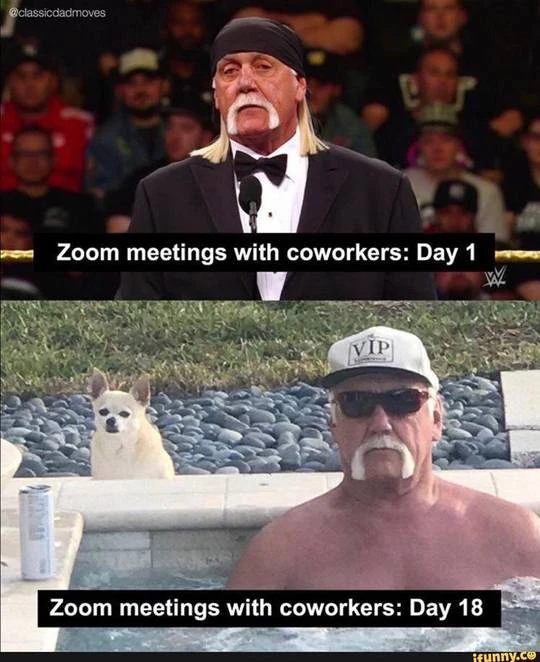 @classicdadmoves
Zoom meetings with coworkers: Day 1
W
VIP
Zoom meetings with coworkers: Day 18
ifunny.co